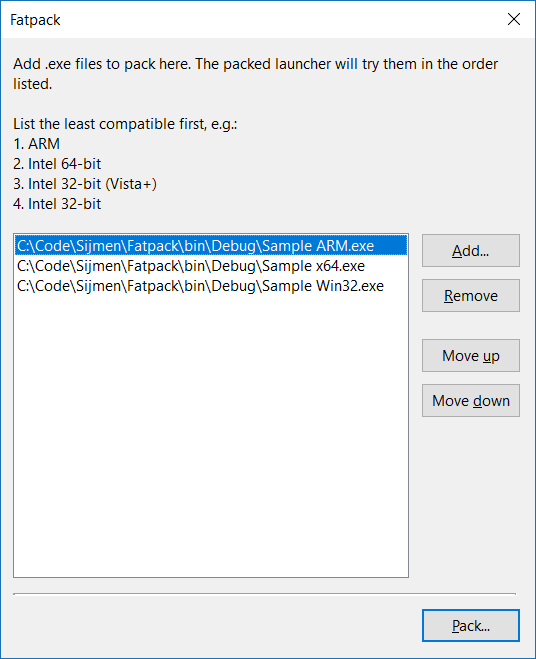 Fatpack
Add .exe files to pack here. The packed launcher will try them in the order
listed.
List the least compatible first, e.g.:
1. ARM
2. Intel 64-bit
3. Intel 32-bit (Vista+)
4. Intel 32-bit
C:\Code\Sijmen\Fatpack\bin\Debug\Sample ARM.exe
C:\Code\Sijmen\Fatpack\bin\Debug\Sample x64.exe
C:\Code\Sijmen\Fatpack\bin\Debug\Sample Win32.exe
Add...
Remove
Move up
Move down
Pack...